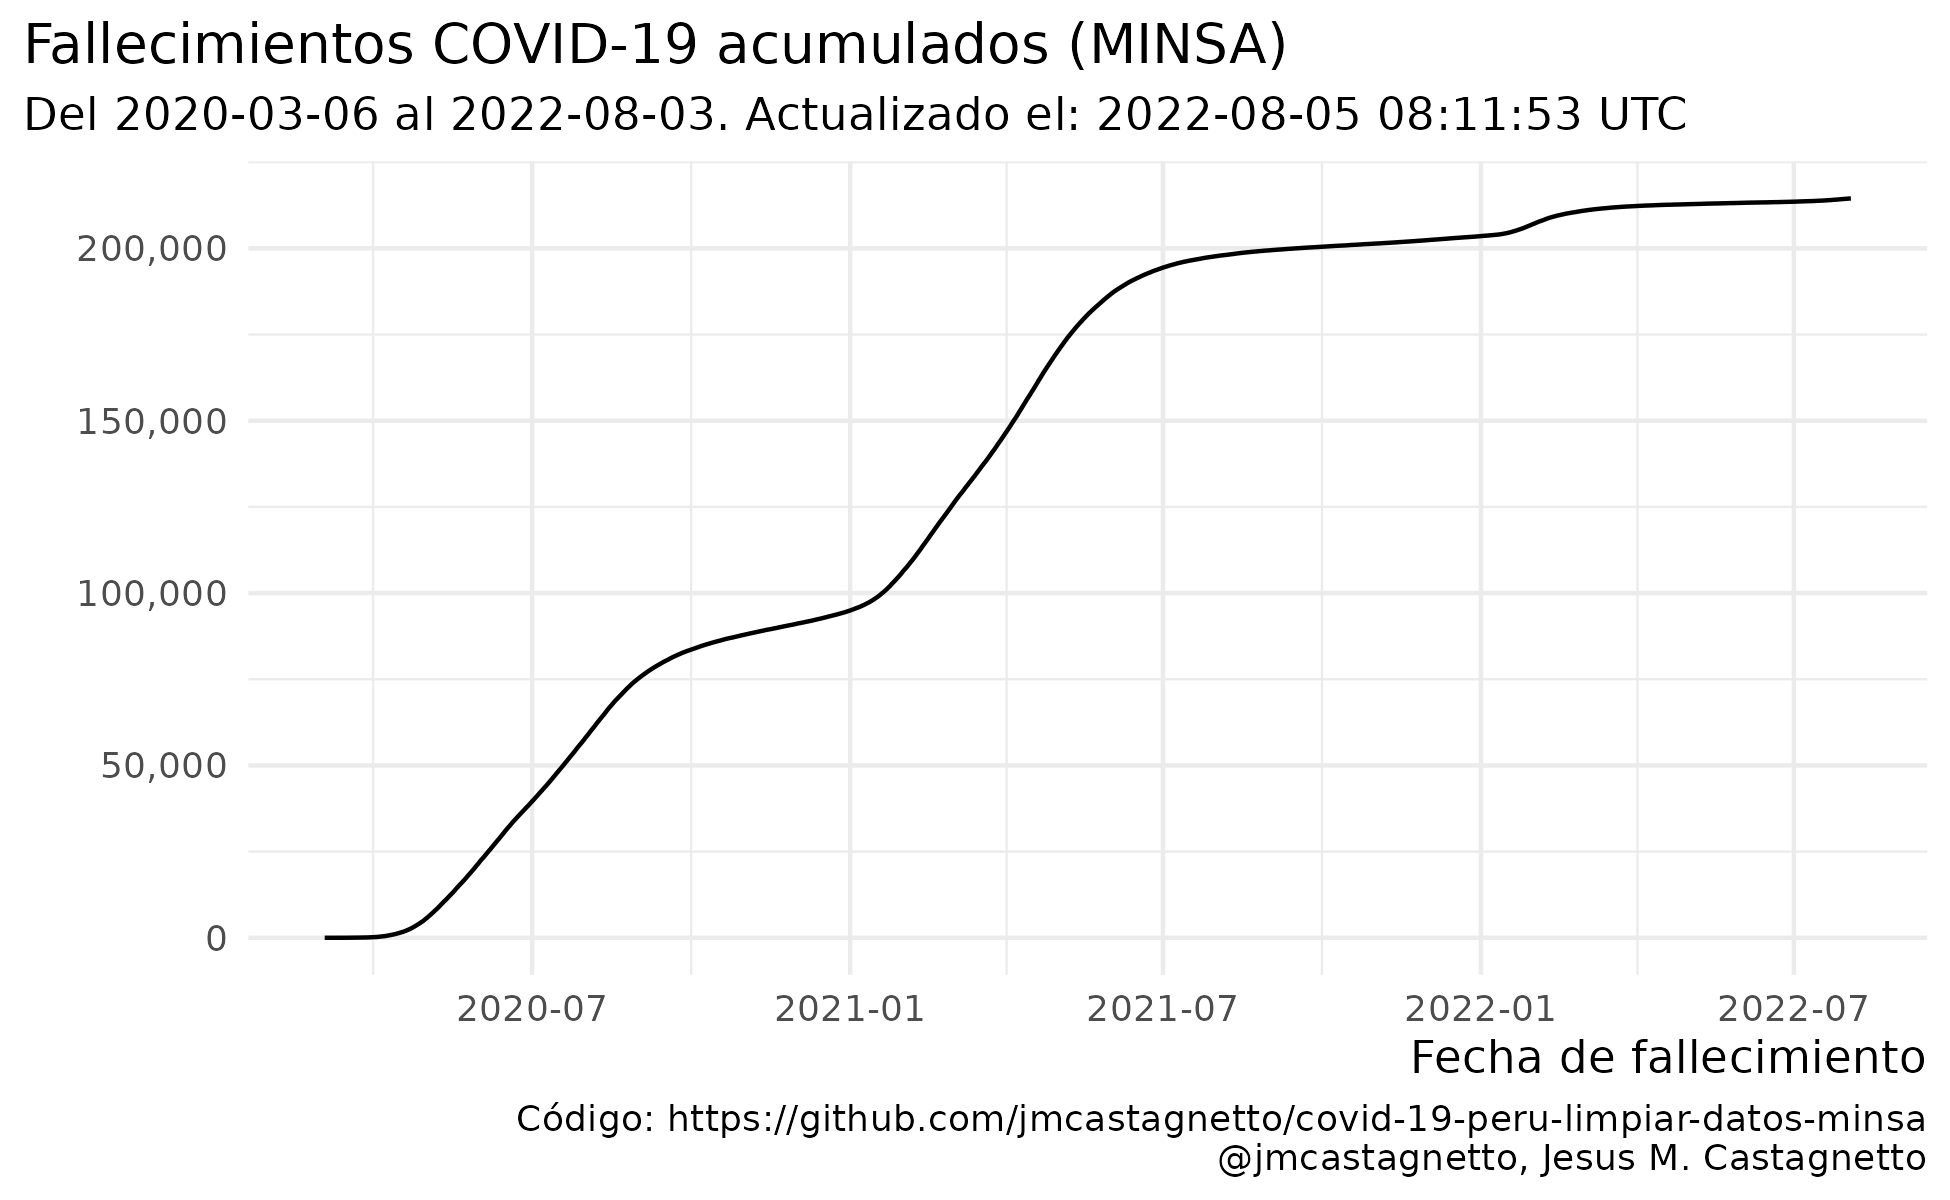 Fallecimientos COVID-19 acumulados (MINSA)
Del 2020-03-06 al 2022-08-03. Actualizado el: 2022-08-05 08:11:53 UTC
200,000
150,000
100,000
50,000
0
2020-07 2021-01 2021-07 2022-01 2022-07
Fecha de fallecimiento
Código: https://github.com/jmcastagnetto/covid-19-peru-limpiar-datos-minsa
@jmcastagnetto, Jesus M. Castagnetto